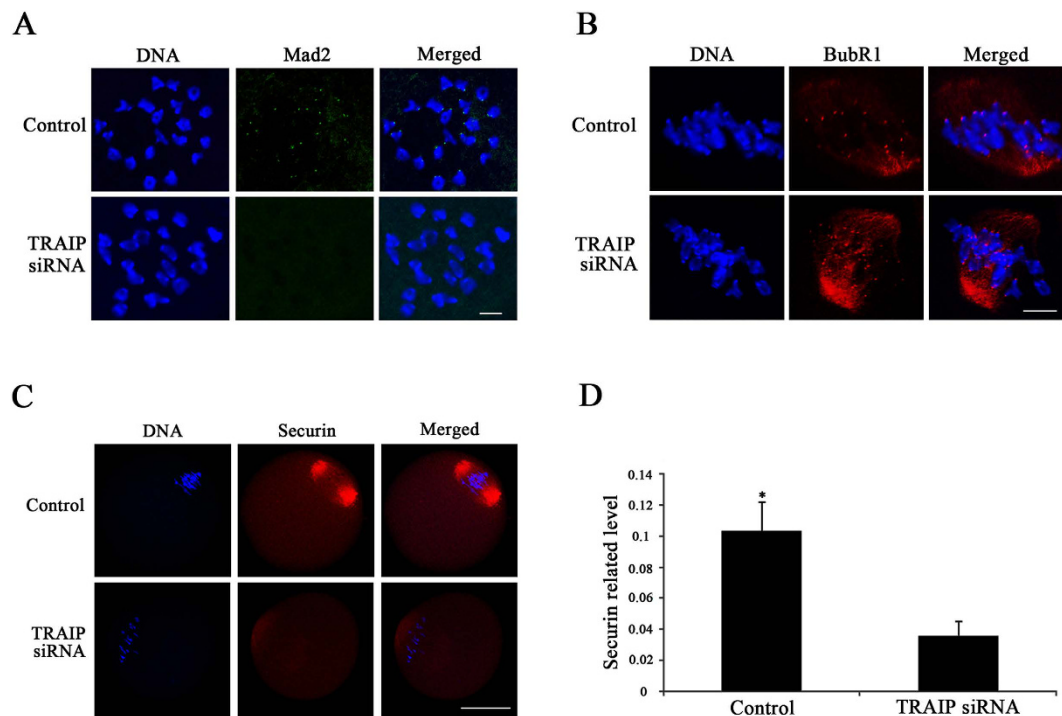 A
DNA Mad2 Merged
Control
TRAIP
siRNA
B
DNA BubR1 Merged
Control
TRAIP
siRNA
C
DNA Securin Merged
Control
TRAIP
siRNA
D
Securin related level
0.14
0.12
0.1
0.08
0.06
0.04
0.02
0
*
Control TRAIP siRNA